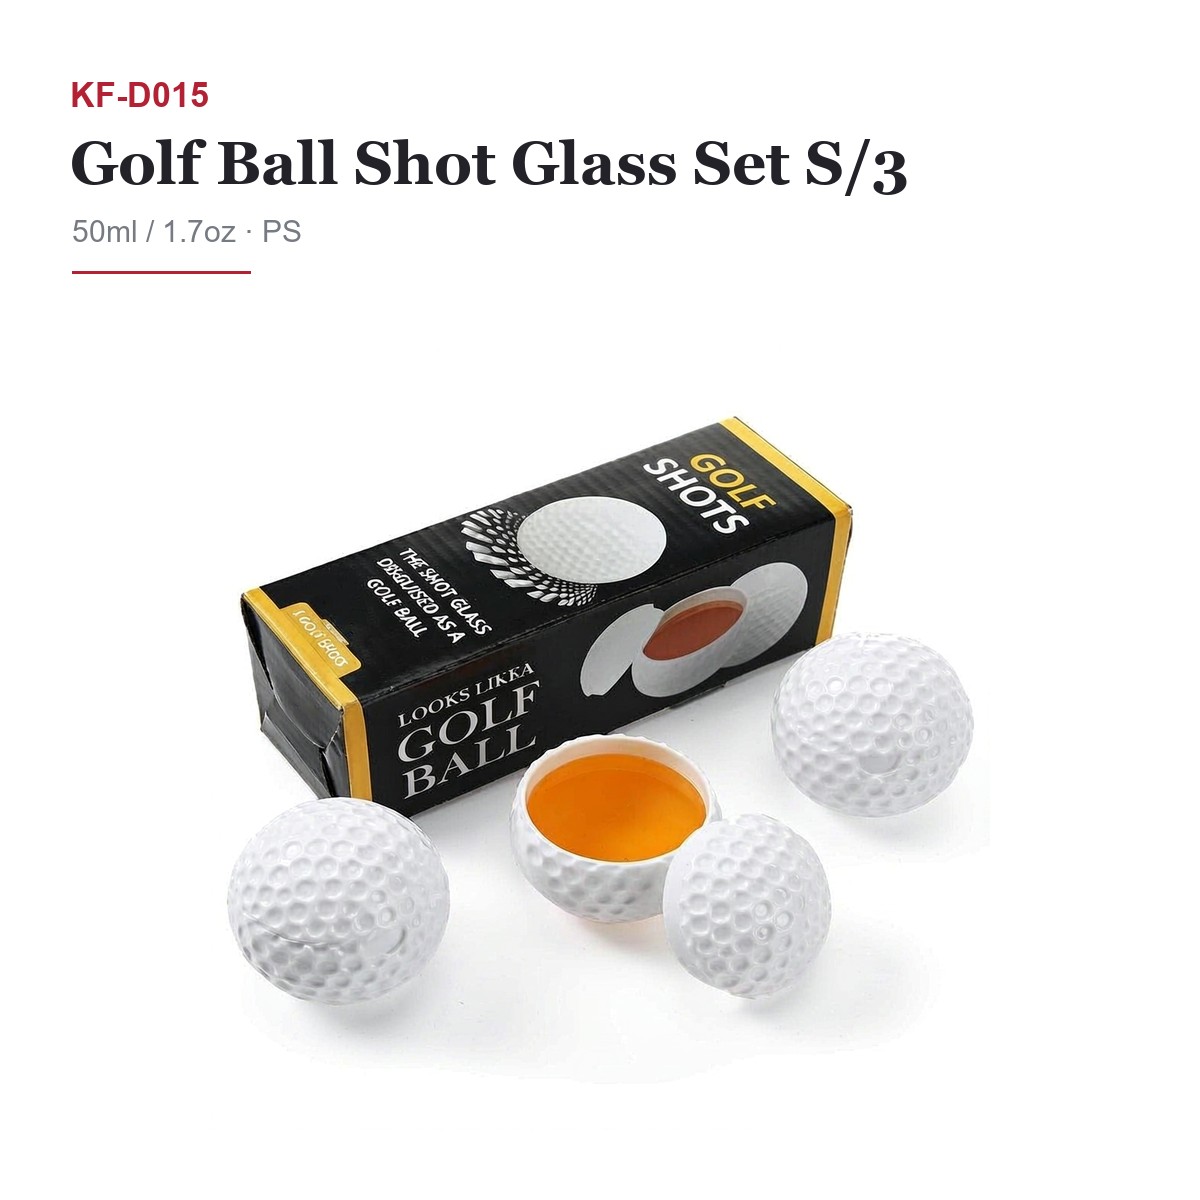 KF-D015
Golf Ball Shot Glass Set S/3
50ml / 1.7oz · PS
GOLF
SHOTS
THE SHOT GLASS
DISGUISED AS A
GOLF BALL
LOOKS LIKKA
GOLF
BALL